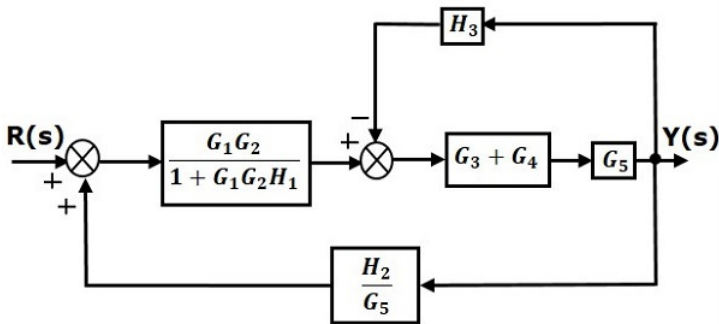 H₃
−
R(s)
+
+
G₁G₂
1 + G₁G₂H₁
+
G₃ + G₄
G₅
Y(s)
+
H₂
G₅